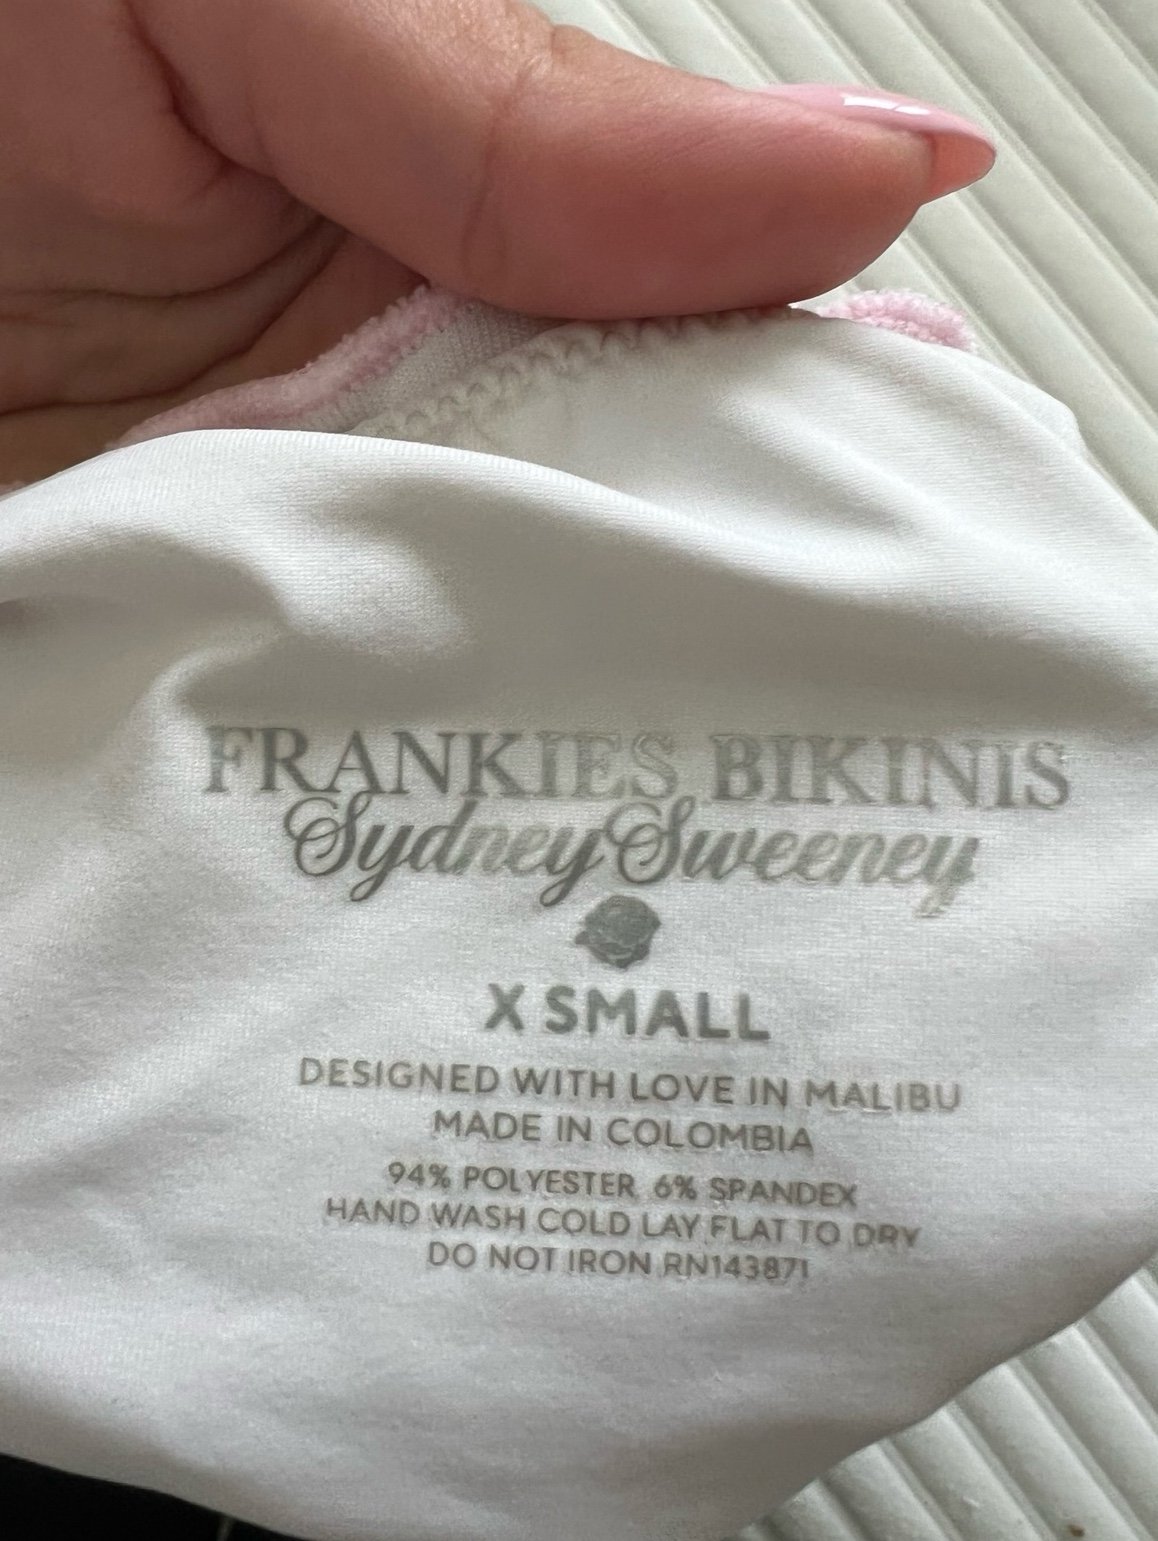 FRANKIES BIKINIS
Sydney Sweeney
X SMALL
DESIGNED WITH LOVE IN MALIBU
MADE IN COLOMBIA
94% POLYESTER 6% SPANDEX
HAND WASH COLD LAY FLAT TO DRY
DO NOT IRON RN143871